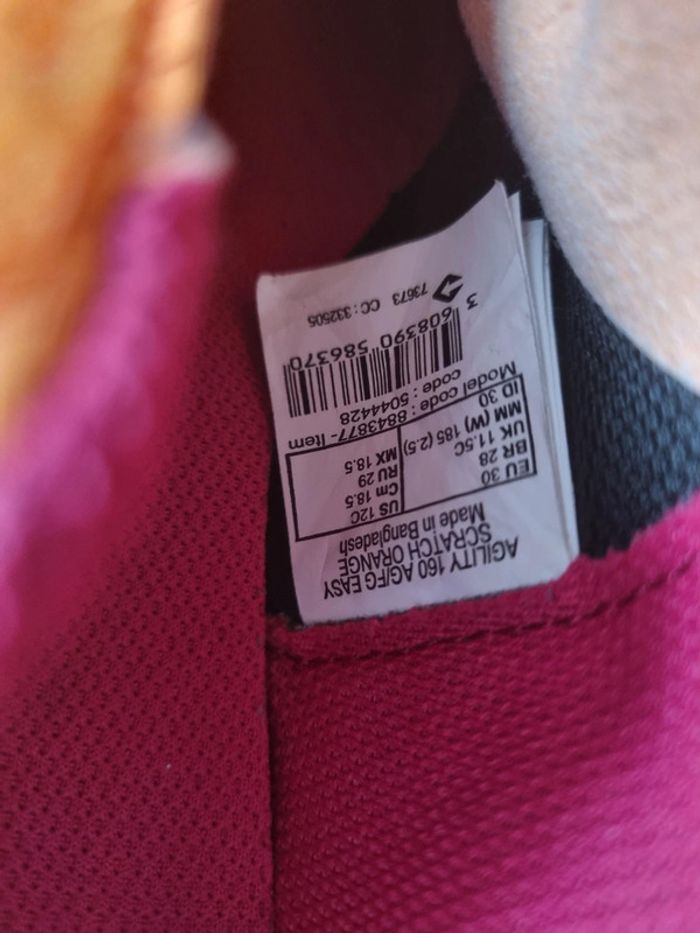 AGILITY 160 AG/FG EASY
SCRATCH ORANGE
Made in Bangladesh
EU 30
US 12C
BR 28
Cm 18.5
UK 11.5C
RU 29
MM (W) 185 (2.5)
MX 18.5
ID 30
Model code : 8843877- Item
code : 5044428
3 608390 586370
73673 CC: 332505